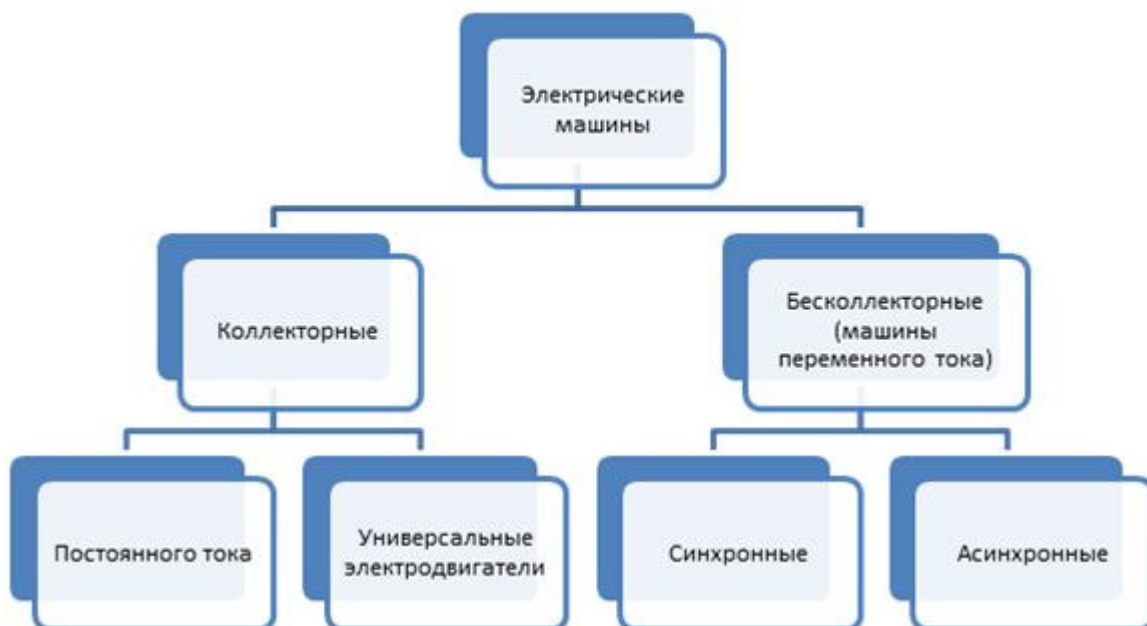 Электрические
машины
Коллекторные
Бесколлекторные
(машины
переменного тока)
Постоянного тока
Универсальные
электродвигатели
Синхронные
Асинхронные